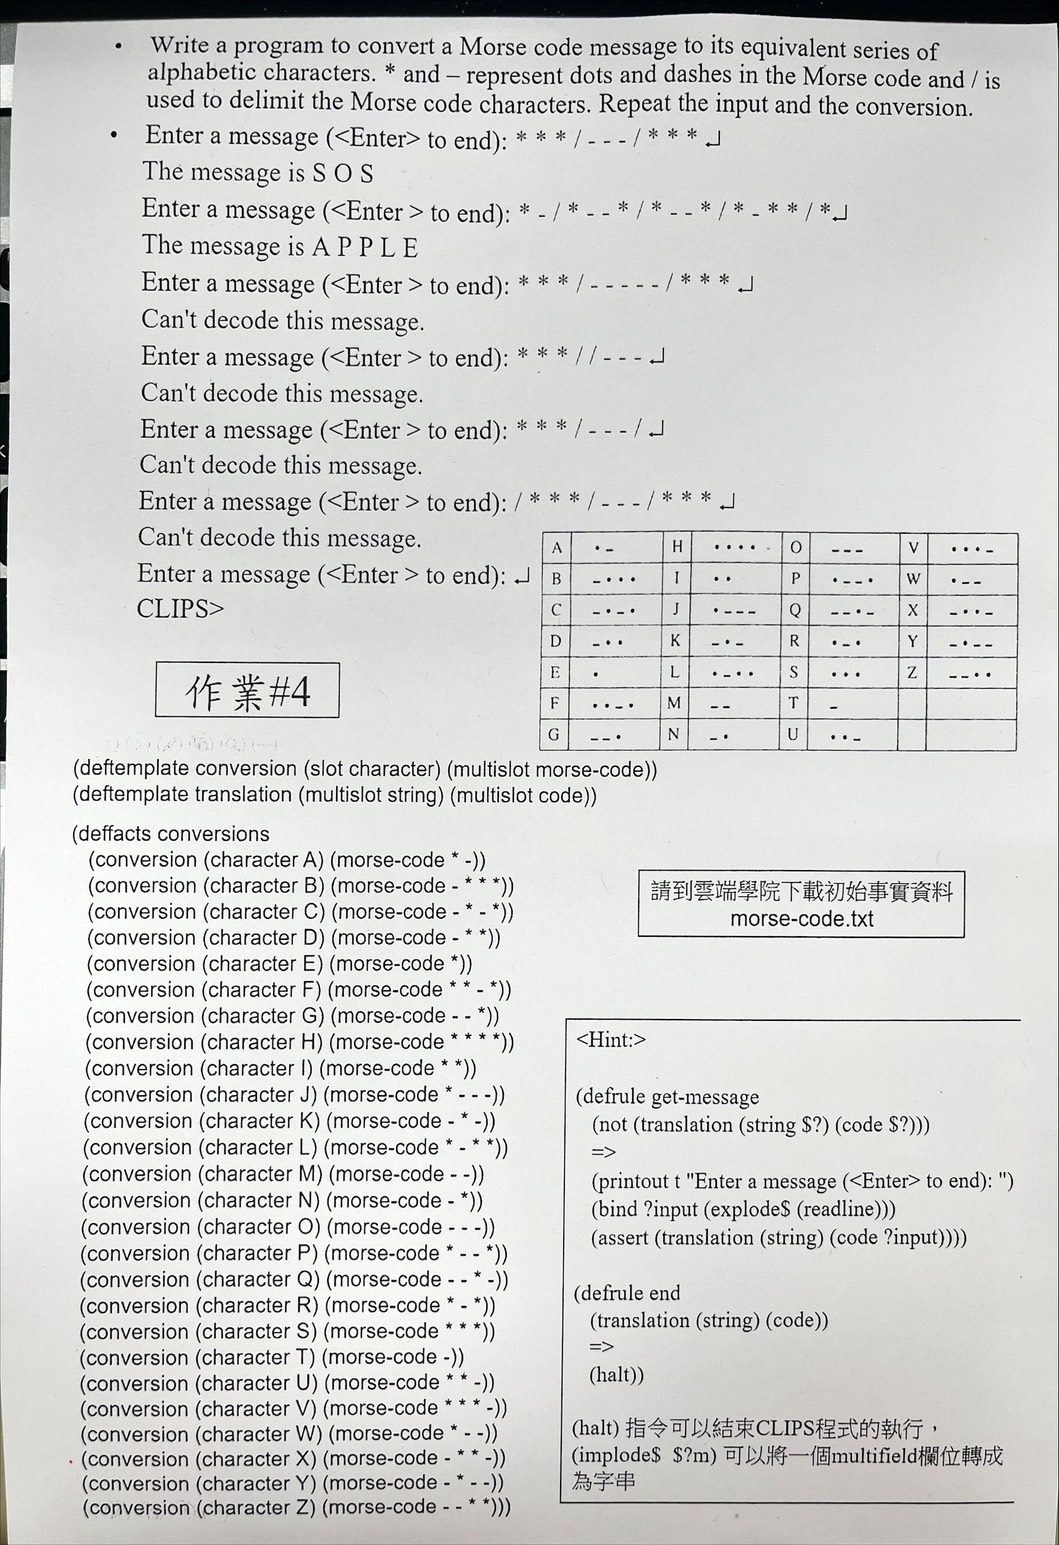 • Write a program to convert a Morse code message to its equivalent series of
alphabetic characters. * and – represent dots and dashes in the Morse code and / is
used to delimit the Morse code characters. Repeat the input and the conversion.
• Enter a message (<Enter> to end): * * * / - - - / * * * ↵
The message is S O S
Enter a message (<Enter > to end): * - / * - - * / * - - * / * - * * / * ↵
The message is A P P L E
Enter a message (<Enter > to end): * * * / - - - - - / * * * ↵
Can't decode this message.
Enter a message (<Enter > to end): * * * / / - - - ↵
Can't decode this message.
Enter a message (<Enter > to end): * * * / - - - / ↵
Can't decode this message.
Enter a message (<Enter > to end): / * * * / - - - / * * * ↵
Can't decode this message.
Enter a message (<Enter > to end): ↵
CLIPS>
A •– H •••• O ––– V •••–
B –••• I •• P •––• W •––
C –•–• J •––– Q ––•– X –••–
D –•• K –•– R •–• Y –•––
E • L •–•• S ••• Z ––••
F ••–• M –– T –
G ––• N –• U ••–
作業#4
(deftemplate conversion (slot character) (multislot morse-code))
(deftemplate translation (multislot string) (multislot code))
(deffacts conversions
(conversion (character A) (morse-code * -))
(conversion (character B) (morse-code - * * *))
(conversion (character C) (morse-code - * - *))
(conversion (character D) (morse-code - * *))
(conversion (character E) (morse-code *))
(conversion (character F) (morse-code * * - *))
(conversion (character G) (morse-code - - *))
(conversion (character H) (morse-code * * * *))
(conversion (character I) (morse-code * *))
(conversion (character J) (morse-code * - - -))
(conversion (character K) (morse-code - * -))
(conversion (character L) (morse-code * - * *))
(conversion (character M) (morse-code - -))
(conversion (character N) (morse-code - *))
(conversion (character O) (morse-code - - -))
(conversion (character P) (morse-code * - - *))
(conversion (character Q) (morse-code - - * -))
(conversion (character R) (morse-code * - *))
(conversion (character S) (morse-code * * *))
(conversion (character T) (morse-code -))
(conversion (character U) (morse-code * * -))
(conversion (character V) (morse-code * * * -))
(conversion (character W) (morse-code * - -))
(conversion (character X) (morse-code - * * -))
(conversion (character Y) (morse-code - * - -))
(conversion (character Z) (morse-code - - * *)))
請到雲端學院下載初始事實資料
morse-code.txt
<Hint:>
(defrule get-message
(not (translation (string $?) (code $?)))
=>
(printout t "Enter a message (<Enter> to end): ")
(bind ?input (explode$ (readline)))
(assert (translation (string) (code ?input))))
(defrule end
(translation (string) (code))
=>
(halt))
(halt) 指令可以結束CLIPS程式的執行，
(implode$ $?m) 可以將一個multifield欄位轉成
為字串